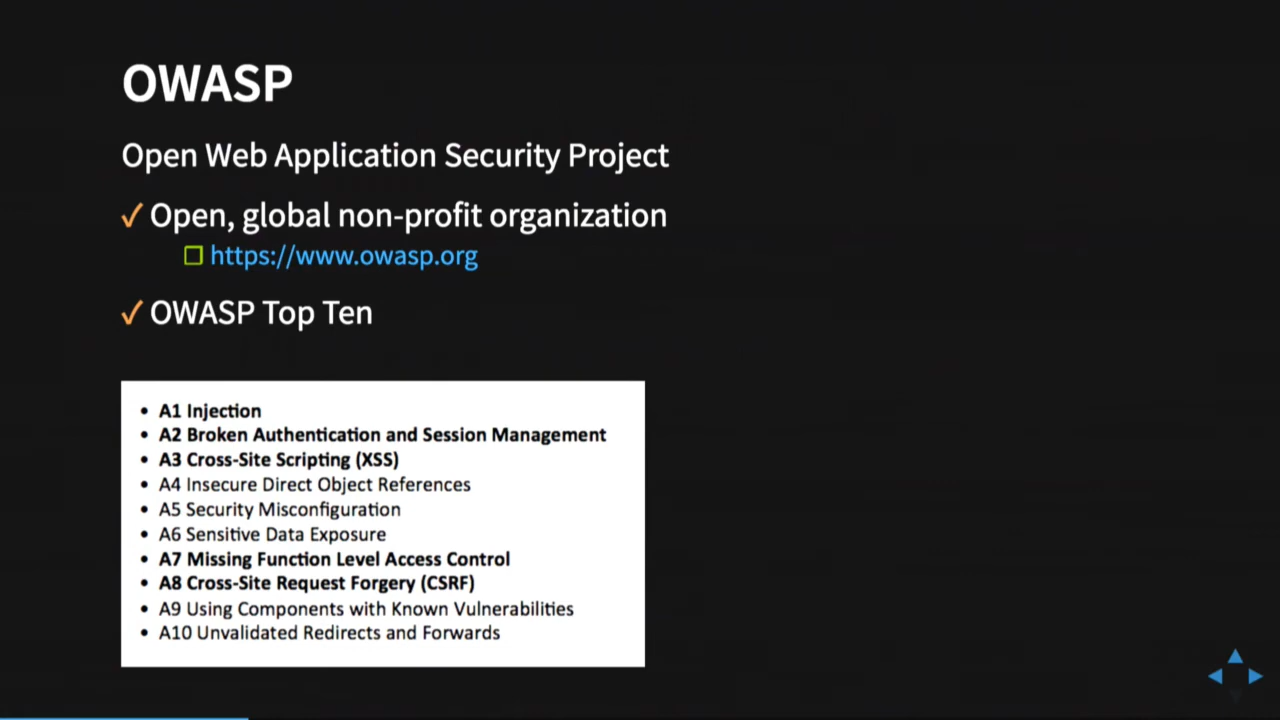 OWASP
Open Web Application Security Project
✓ Open, global non-profit organization
https://www.owasp.org
✓ OWASP Top Ten
• A1 Injection
• A2 Broken Authentication and Session Management
• A3 Cross-Site Scripting (XSS)
• A4 Insecure Direct Object References
• A5 Security Misconfiguration
• A6 Sensitive Data Exposure
• A7 Missing Function Level Access Control
• A8 Cross-Site Request Forgery (CSRF)
• A9 Using Components with Known Vulnerabilities
• A10 Unvalidated Redirects and Forwards